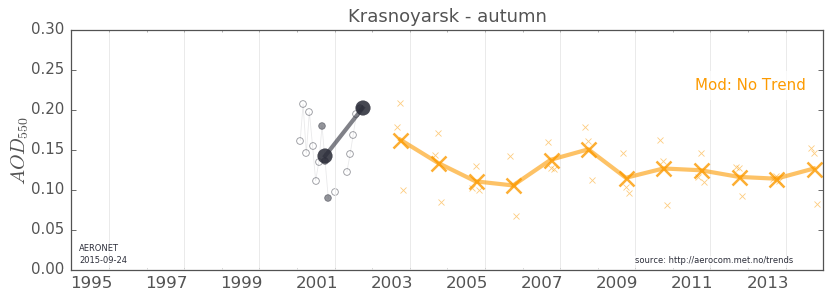 Krasnoyarsk - autumn
0.30
0.25
0.20
0.15
0.10
0.05
0.00
AOD550
Mod: No Trend
AERONET
2015-09-24
source: http://aerocom.met.no/trends
1995 1997 1999 2001 2003 2005 2007 2009 2011 2013